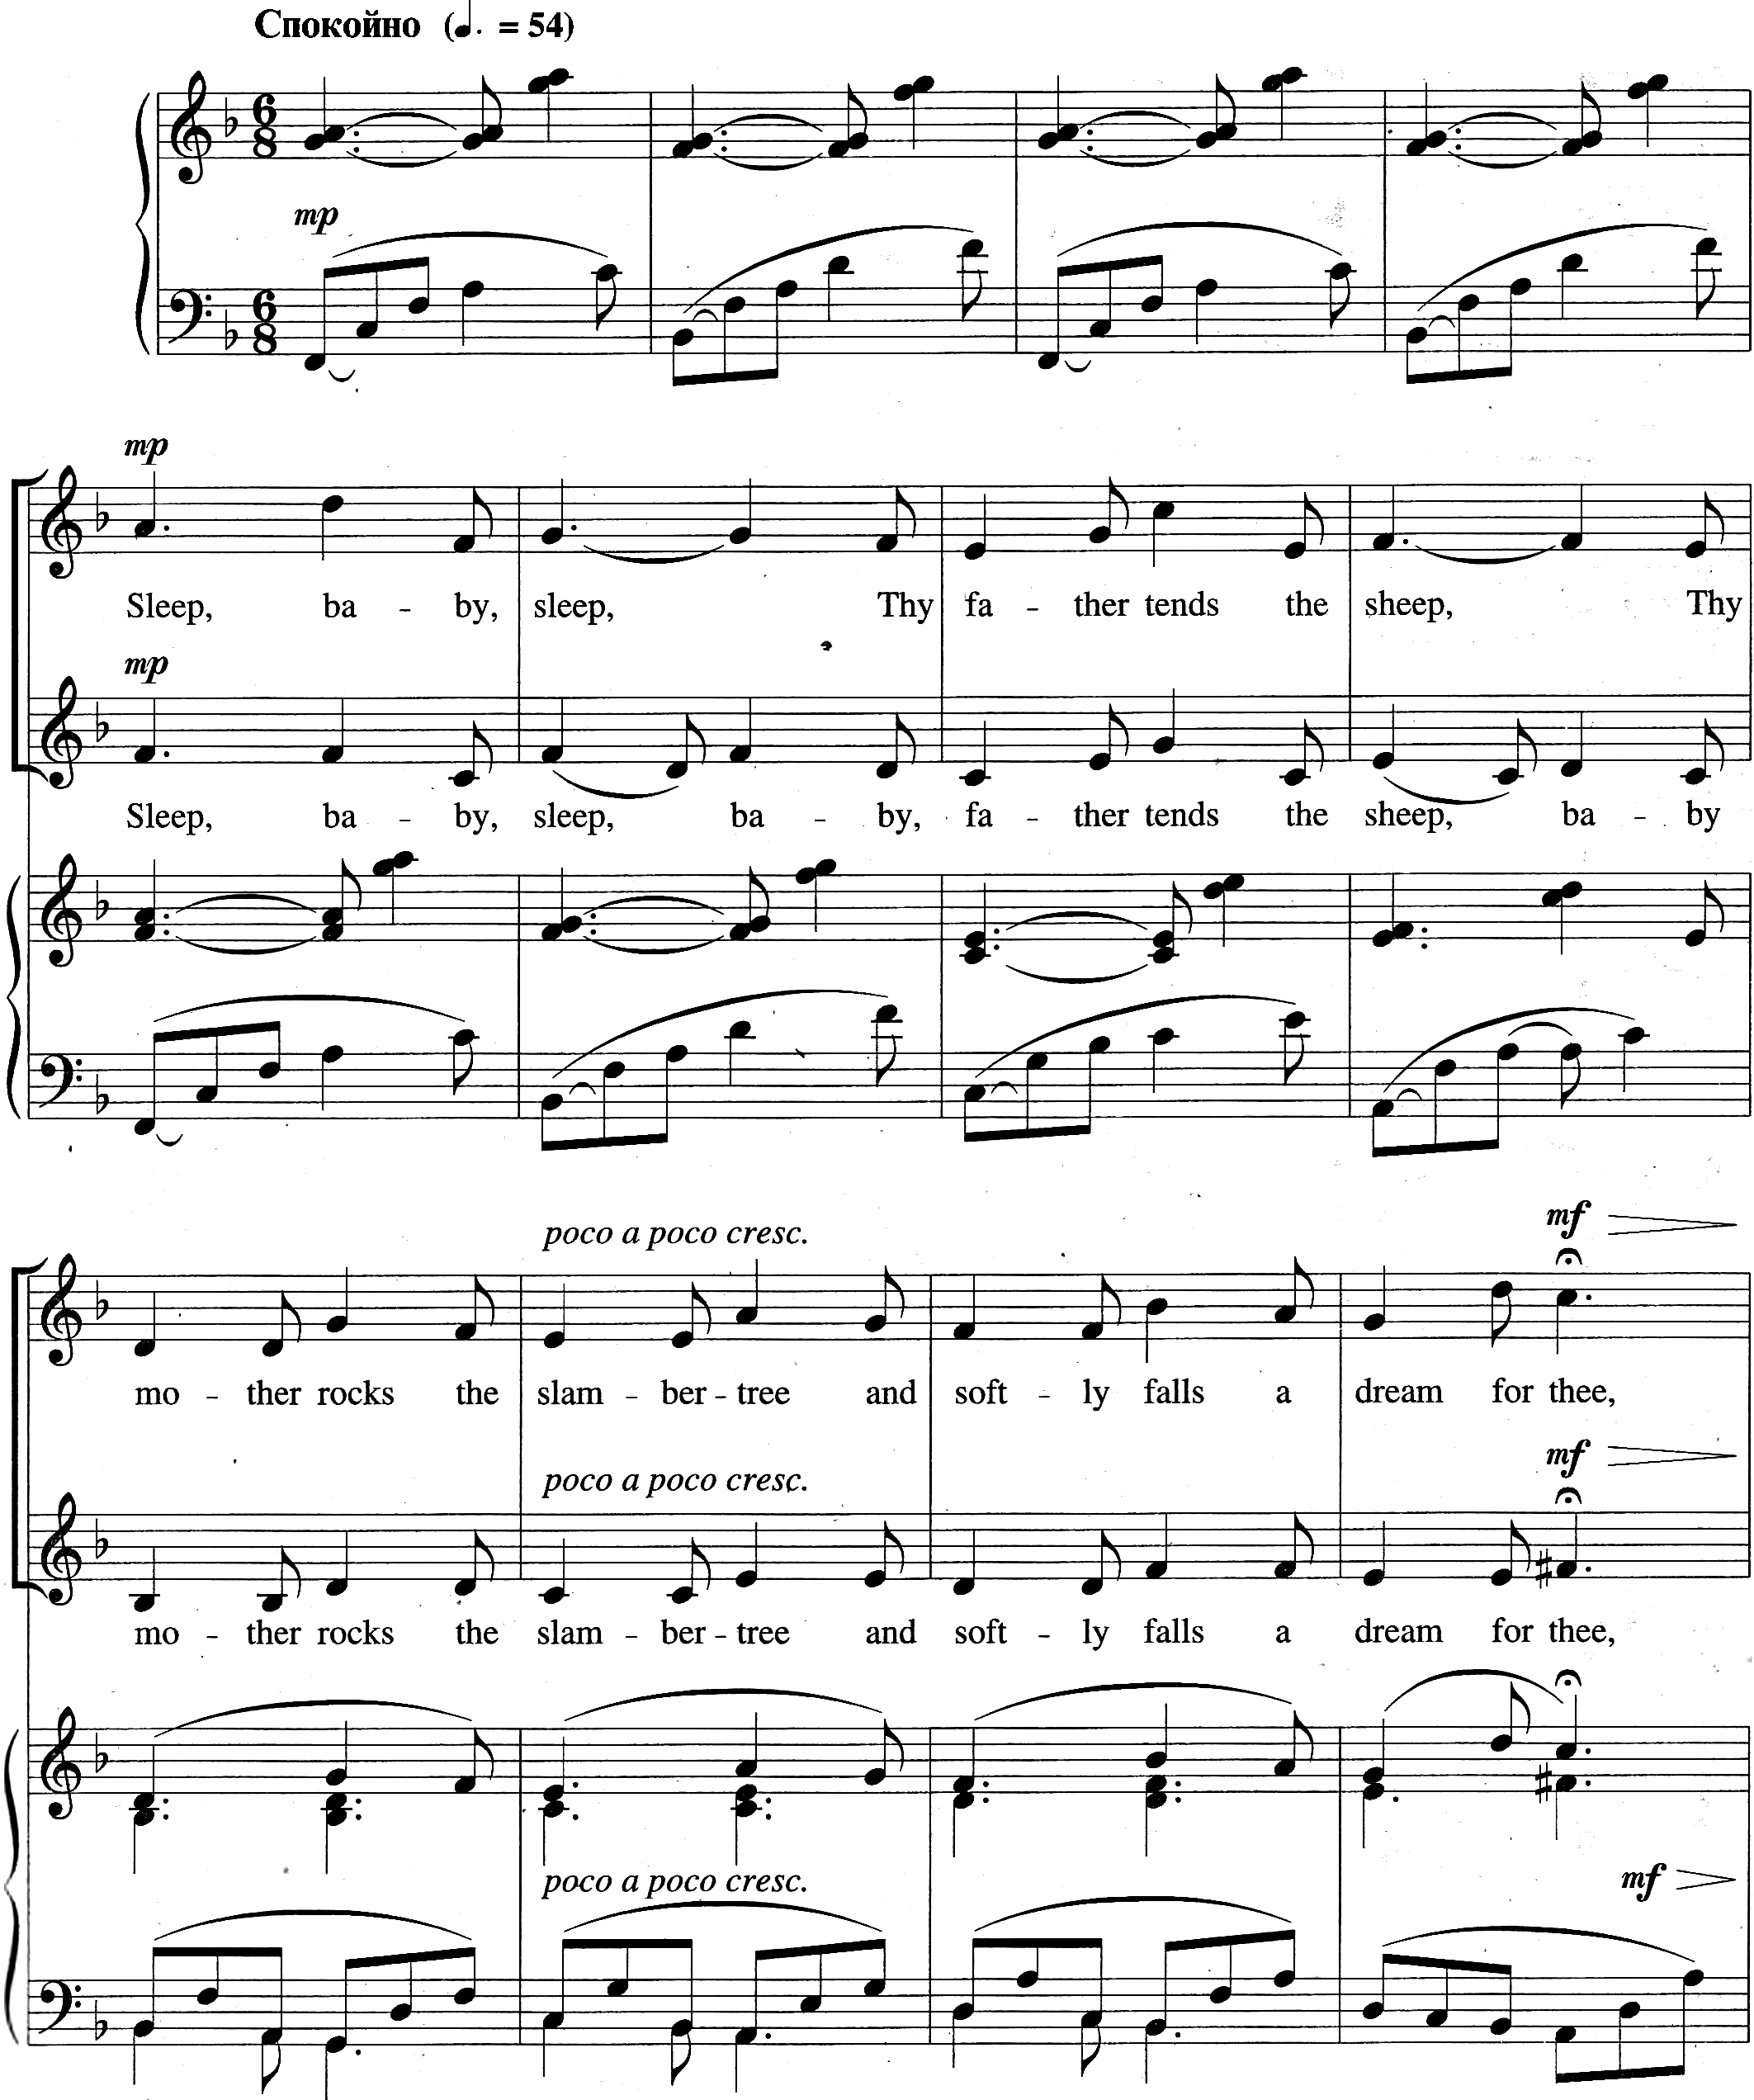 Спокойно (♩. = 54)
6 8
mp
6 8
mp
Sleep, ba - by, sleep, Thy fa - ther tends the sheep, Thy
mp
Sleep, ba - by, sleep, ba - by, fa - ther tends the sheep, ba - by
mf
poco a poco cresc.
mo - ther rocks the slam - ber - tree and soft - ly falls a dream for thee,
mf
poco a poco cresc.
mo - ther rocks the slam - ber - tree and soft - ly falls a dream for thee,
poco a poco cresc.
mf